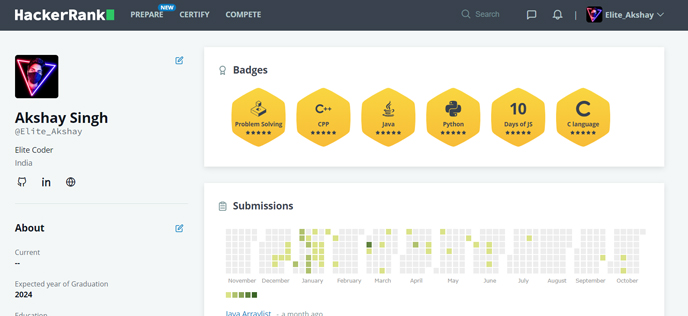 HackerRank
PREPARE NEW CERTIFY COMPETE
Search
Elite_Akshay
Akshay Singh
@Elite_Akshay
Elite Coder
India
About
Current
--
Expected year of Graduation
2024
Education
Badges
Problem Solving
C++
CPP
Java
Python
10
Days of JS
C
C language
Submissions
November December January February March April May June July August September October
Java Arraylist - a month ago